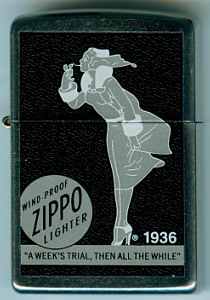 WIND-PROOF
ZIPPO
LIGHTER
® 1936
"A WEEK'S TRIAL, THEN ALL THE WHILE"